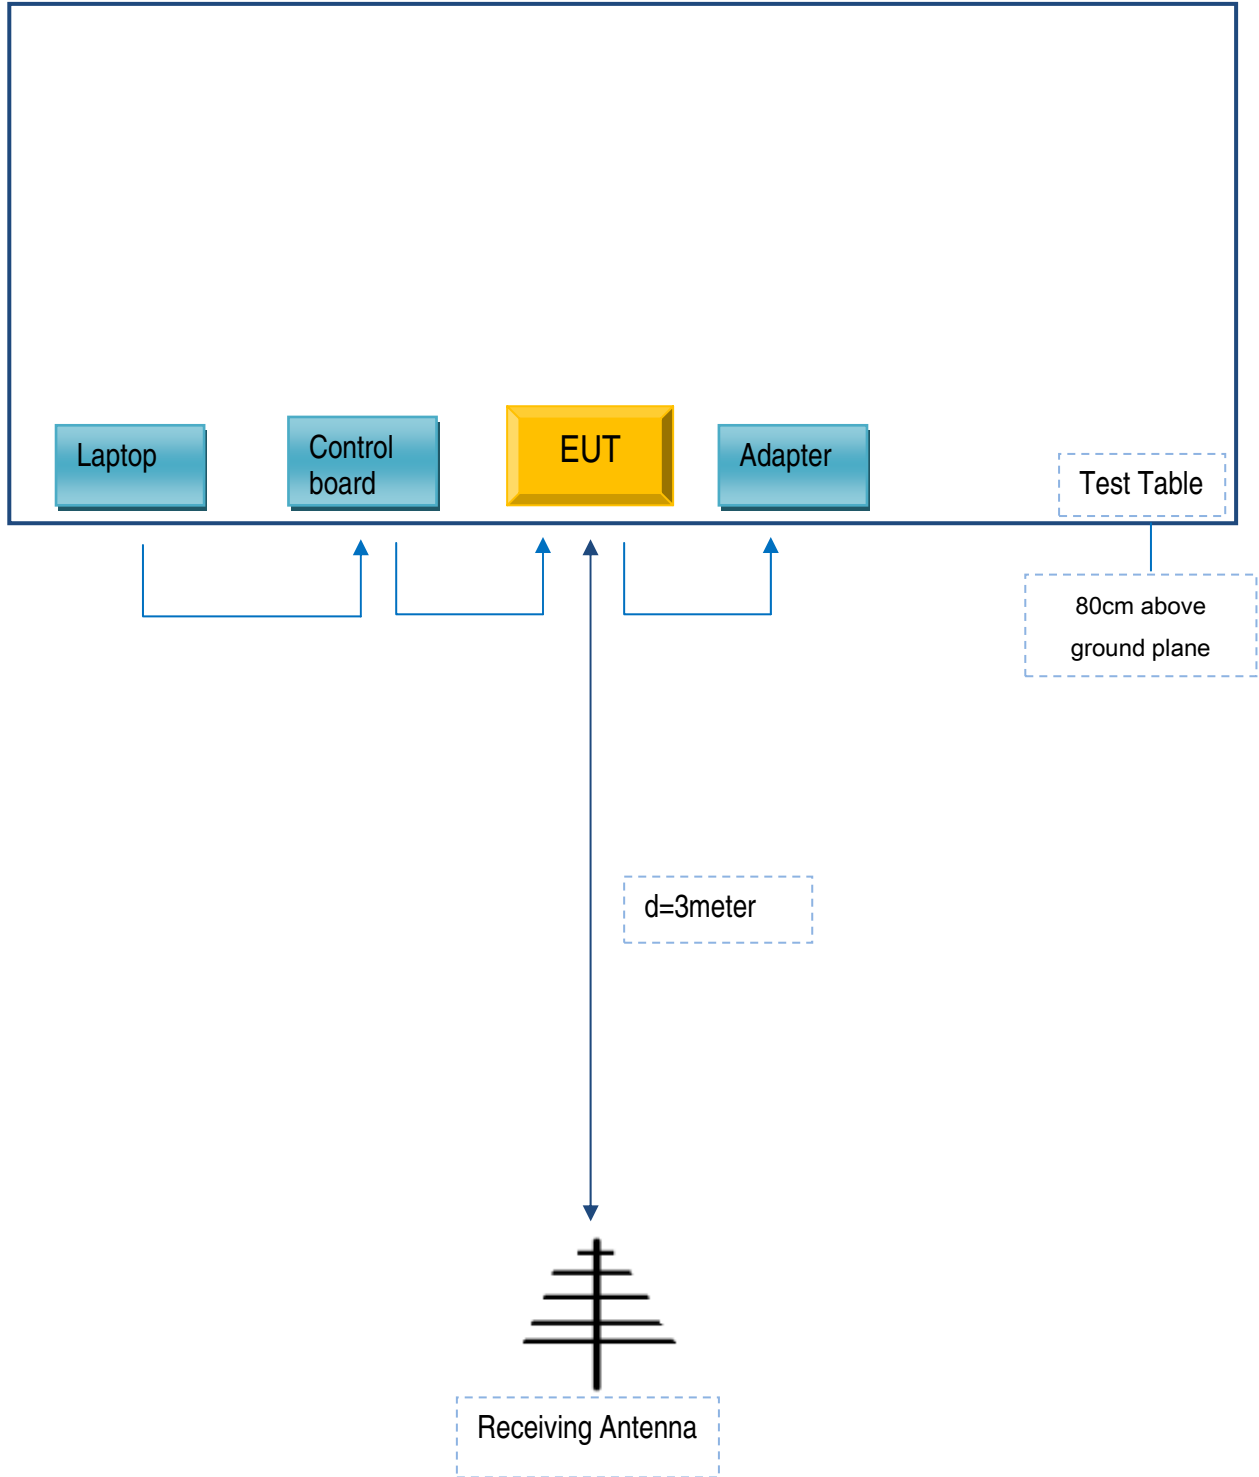 Laptop
Control
board
EUT
Adapter
Test Table
80cm above
ground plane
d=3meter
Receiving Antenna